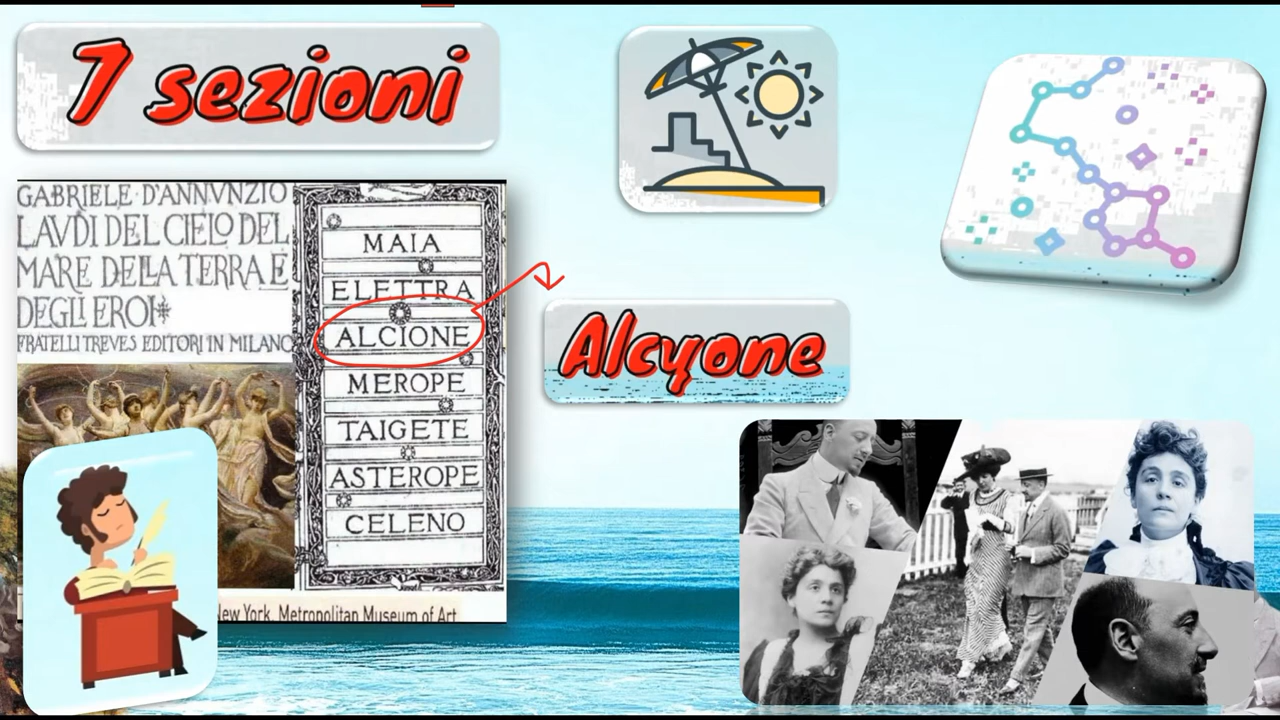 7 sezioni
GABRIELE D'ANNVNZIO
LAVDI DEL CIELO DEL
MARE DELLA TERRA E
DEGLI EROI
FRATELLI TREVES EDITORI IN MILANO
MAIA
ELETTRA
ALCIONE
MEROPE
TAIGETE
ASTEROPE
CELENO
New York, Metropolitan Museum of Art
Alcyone